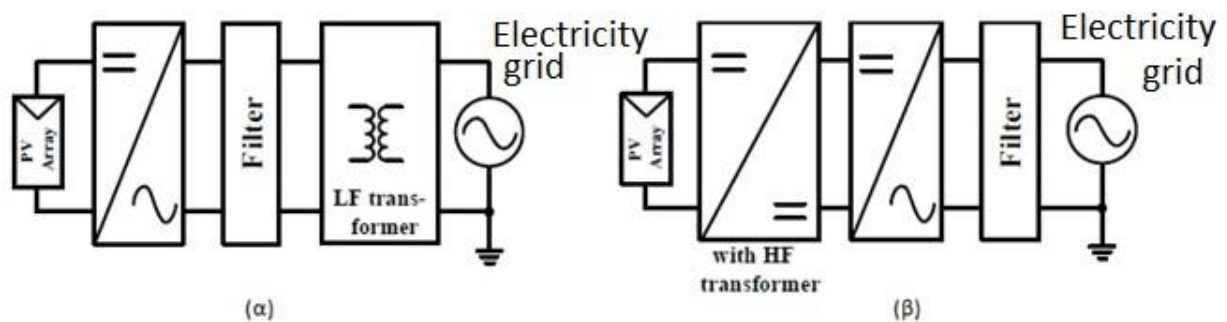 PV
Array
Filter
LF trans-
former
Electricity
grid
(α)
PV
Array
with HF
transformer
Filter
Electricity
grid
(β)